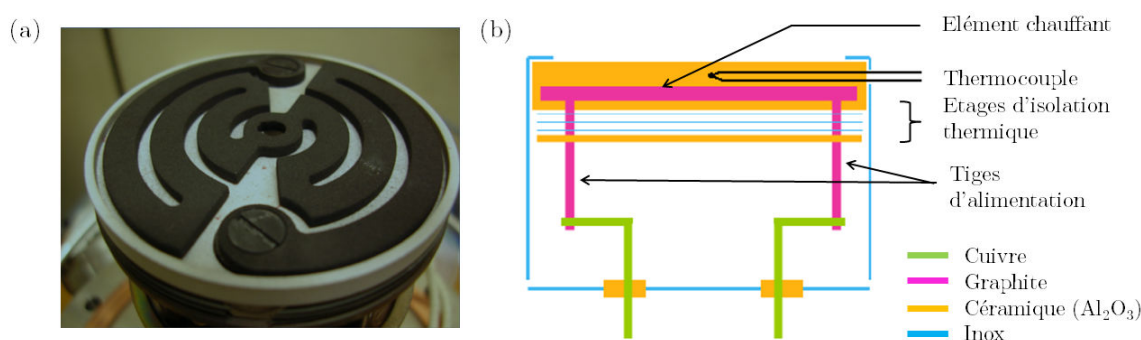 (a)
(b)
Elément chauffant
Thermocouple
Etages d'isolation
thermique
Tiges
d'alimentation
Cuivre
Graphite
Céramique (Al₂O₃)
Inox